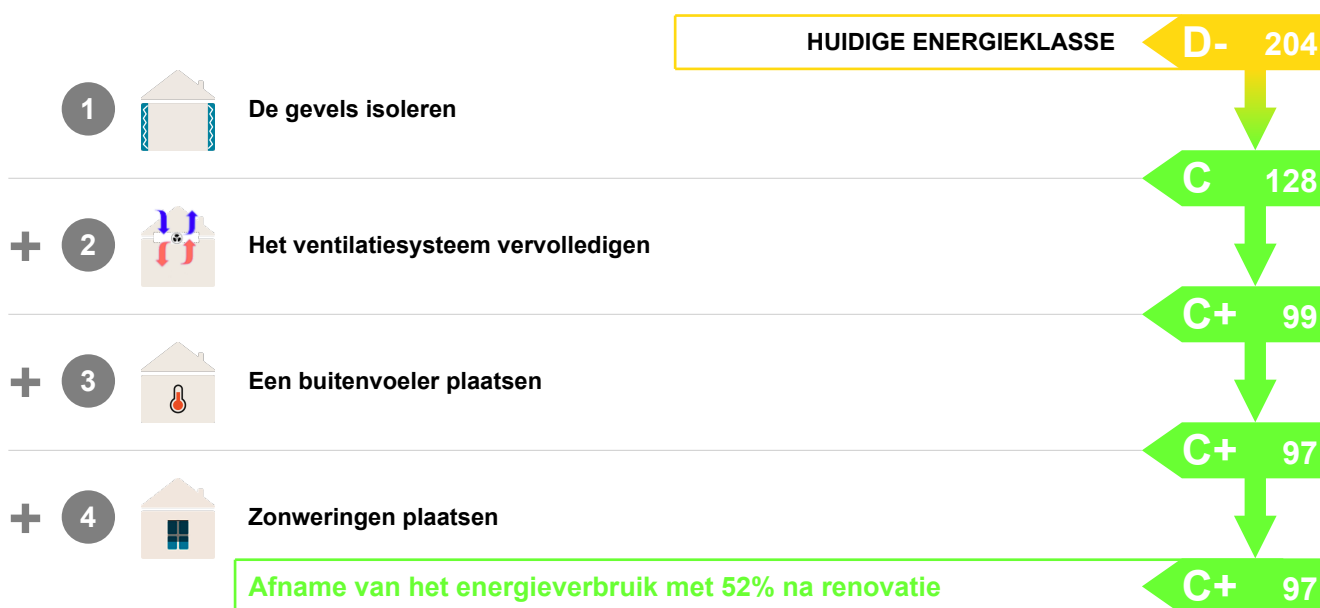 HUIDIGE ENERGIEKLASSE D- 204
1 De gevels isoleren
C 128
+ 2 Het ventilatiesysteem vervolledigen
C+ 99
+ 3 Een buitenvoeler plaatsen
C+ 97
+ 4 Zonweringen plaatsen
Afname van het energieverbruik met 52% na renovatie C+ 97